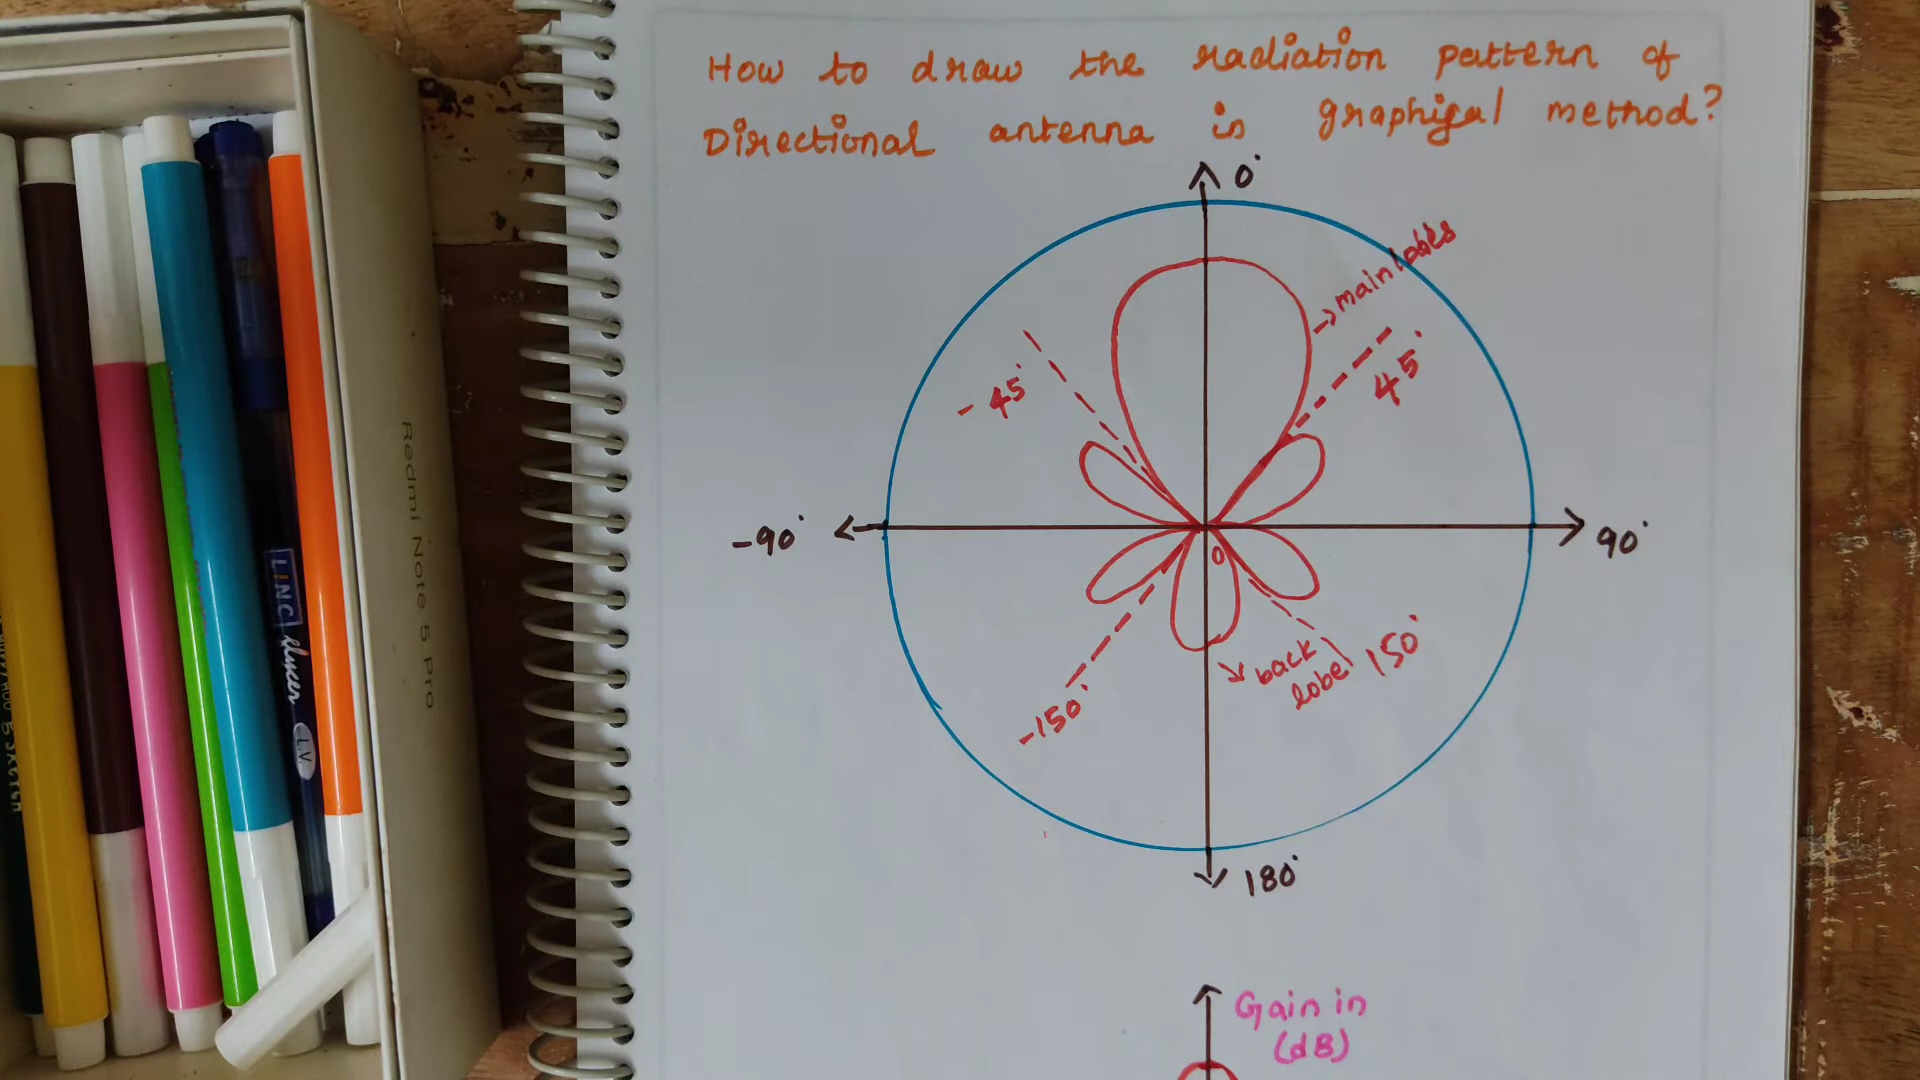 How to draw the radiation pattern of
Directional antenna in graphigal method?
0°
main lobes
-45°
45°
-90°
90°
0
back
lobe
150°
-150°
180°
Gain in
(dB)
Redmi Note 5 Pro
LINC